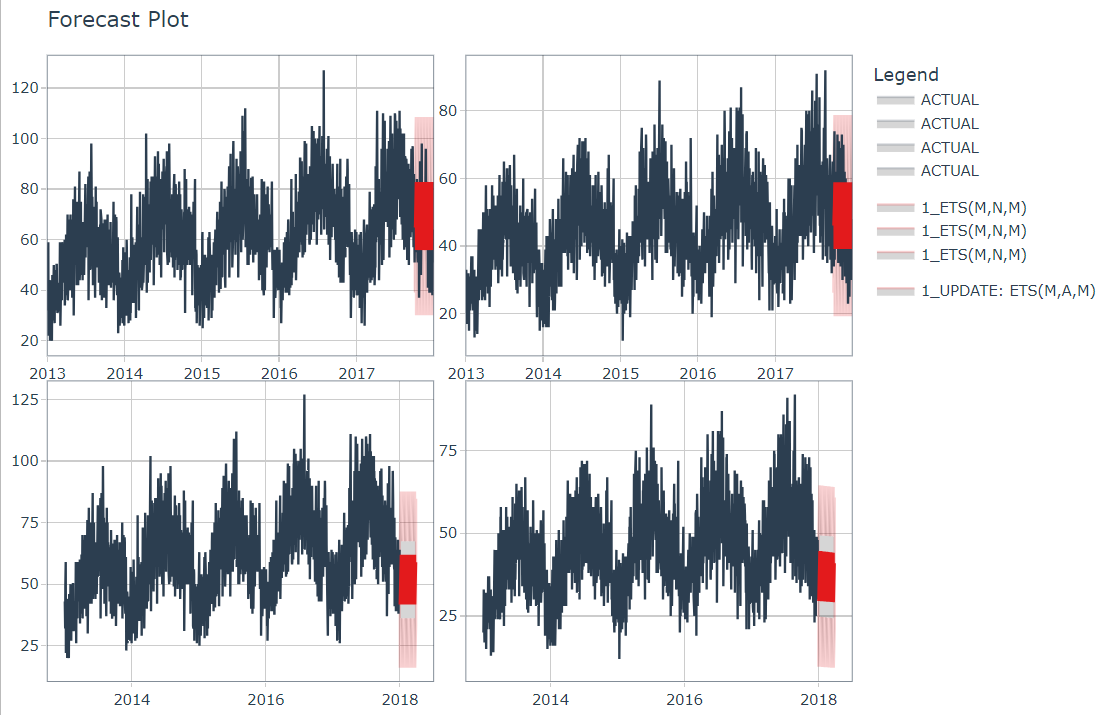 Forecast Plot
120
100
80
60
40
20
2013 2014 2015 2016 2017
80
60
40
20
2013 2014 2015 2016 2017
125
100
75
50
25
2014 2016 2018
75
50
25
2014 2016 2018
Legend
ACTUAL
ACTUAL
ACTUAL
ACTUAL
1_ETS(M,N,M)
1_ETS(M,N,M)
1_ETS(M,N,M)
1_UPDATE: ETS(M,A,M)